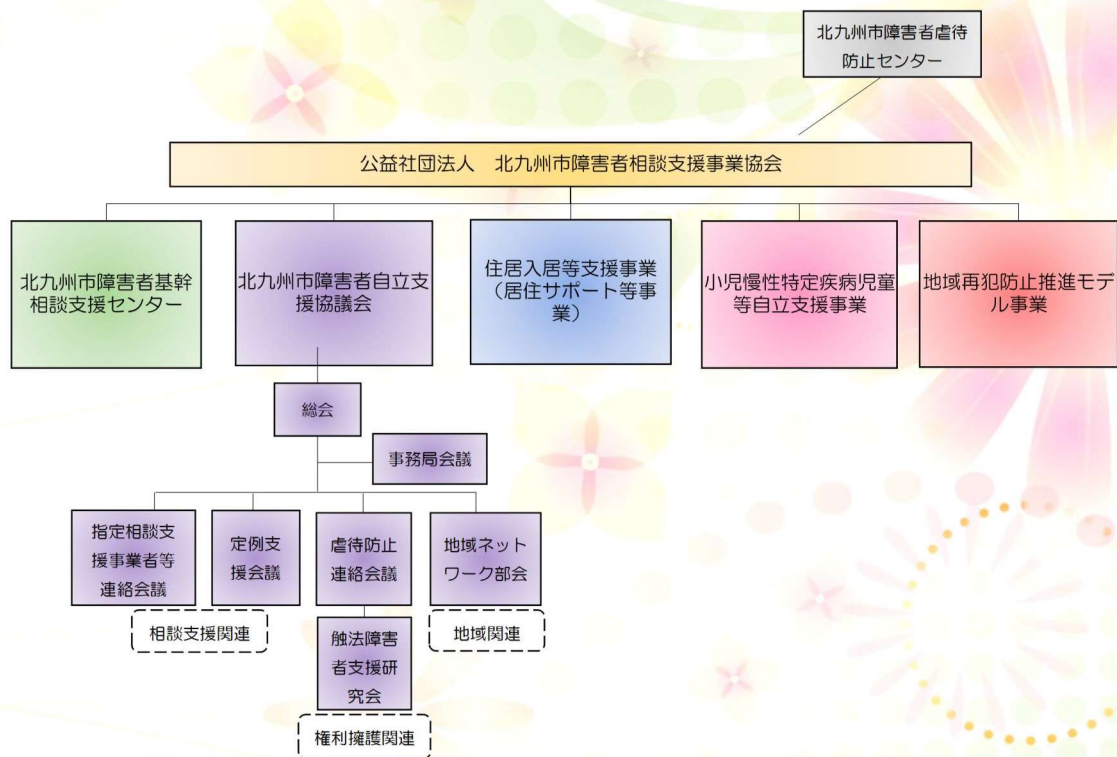 北九州市障害者虐待
防止センター
公益社団法人　北九州市障害者相談支援事業協会
北九州市障害者基幹
相談支援センター
北九州市障害者自立支
援協議会
住居入居等支援事業
（居住サポート等事
業）
小児慢性特定疾病児童
等自立支援事業
地域再犯防止推進モデ
ル事業
総会
事務局会議
指定相談支
援事業者等
連絡会議
定例支
援会議
虐待防止
連絡会議
地域ネット
ワーク部会
相談支援関連
触法障害
者支援研
究会
地域関連
権利擁護関連